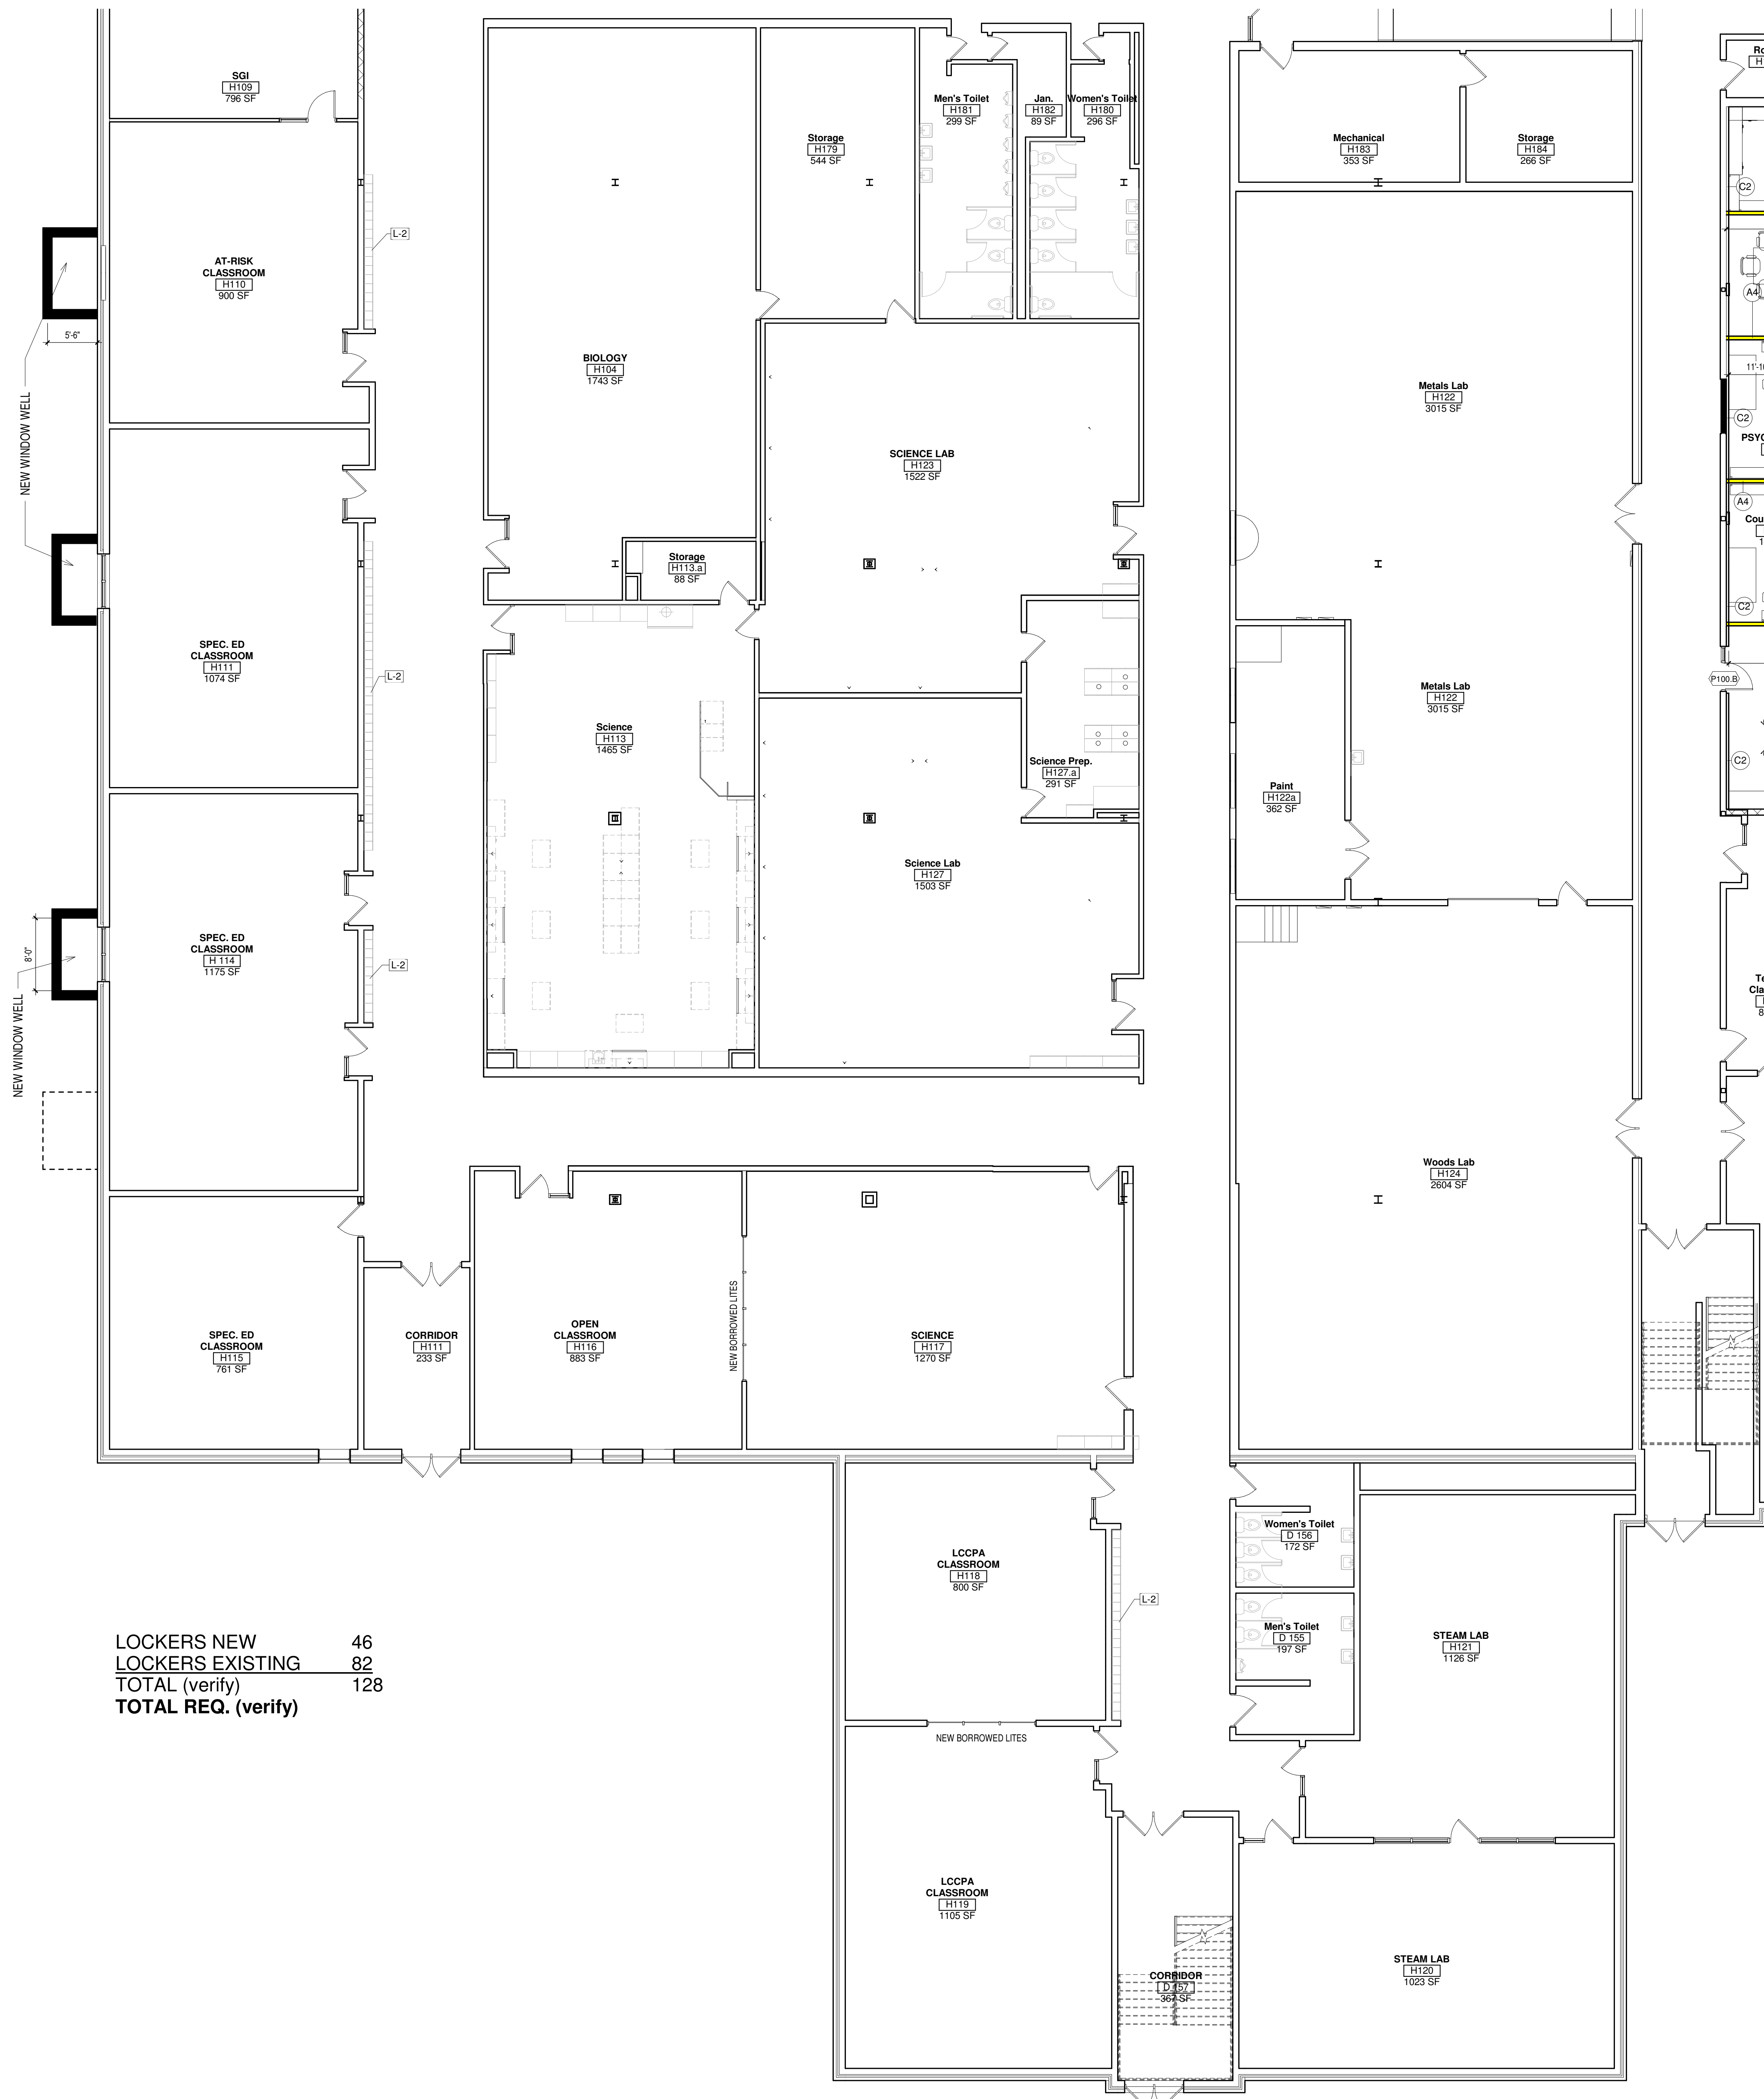 SGI
H109
796 SF
AT-RISK
CLASSROOM
H110
900 SF
L-2
5'-6"
NEW WINDOW WELL
SPEC. ED
CLASSROOM
H111
1074 SF
L-2
SPEC. ED
CLASSROOM
H 114
1175 SF
L-2
8'-0"
NEW WINDOW WELL
SPEC. ED
CLASSROOM
H115
761 SF
CORRIDOR
H111
233 SF
OPEN
CLASSROOM
H116
883 SF
NEW BORROWED LITES
SCIENCE
H117
1270 SF
BIOLOGY
H104
1743 SF
Storage
H179
544 SF
Men's Toilet
H181
299 SF
Jan.
H182
89 SF
Women's Toilet
H180
296 SF
SCIENCE LAB
H123
1522 SF
Storage
H113.a
88 SF
Science
H113
1465 SF
Science Prep.
H127.a
291 SF
Science Lab
H127
1503 SF
Mechanical
H183
353 SF
Storage
H184
266 SF
Metals Lab
H122
3015 SF
Metals Lab
H122
3015 SF
Paint
H122a
362 SF
Woods Lab
H124
2604 SF
C2
A4
C2
A4
C2
P100.B
C2
LCCPA
CLASSROOM
H118
800 SF
L-2
NEW BORROWED LITES
LCCPA
CLASSROOM
H119
1105 SF
Women's Toilet
D 156
172 SF
Men's Toilet
D 155
197 SF
STEAM LAB
H121
1126 SF
CORRIDOR
D 157
367 SF
STEAM LAB
H120
1023 SF
LOCKERS NEW 46
LOCKERS EXISTING 82
TOTAL (verify) 128
TOTAL REQ. (verify)